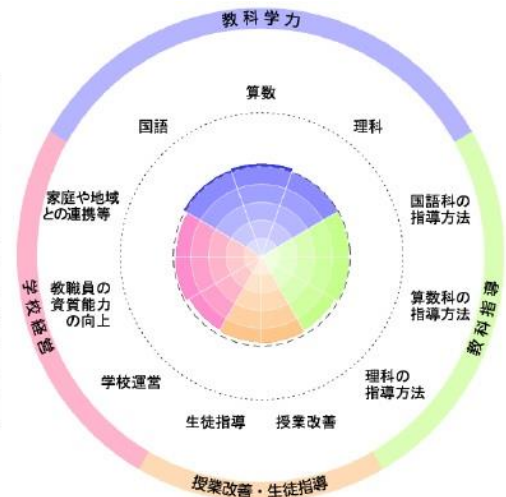 教科学力
算数
国語
理科
家庭や地域
との連携等
国語科の
指導方法
教職員の
資質能力
の向上
算数科の
指導方法
学校経営
教科指導
学校運営
理科の
指導方法
生徒指導
授業改善
授業改善・生徒指導